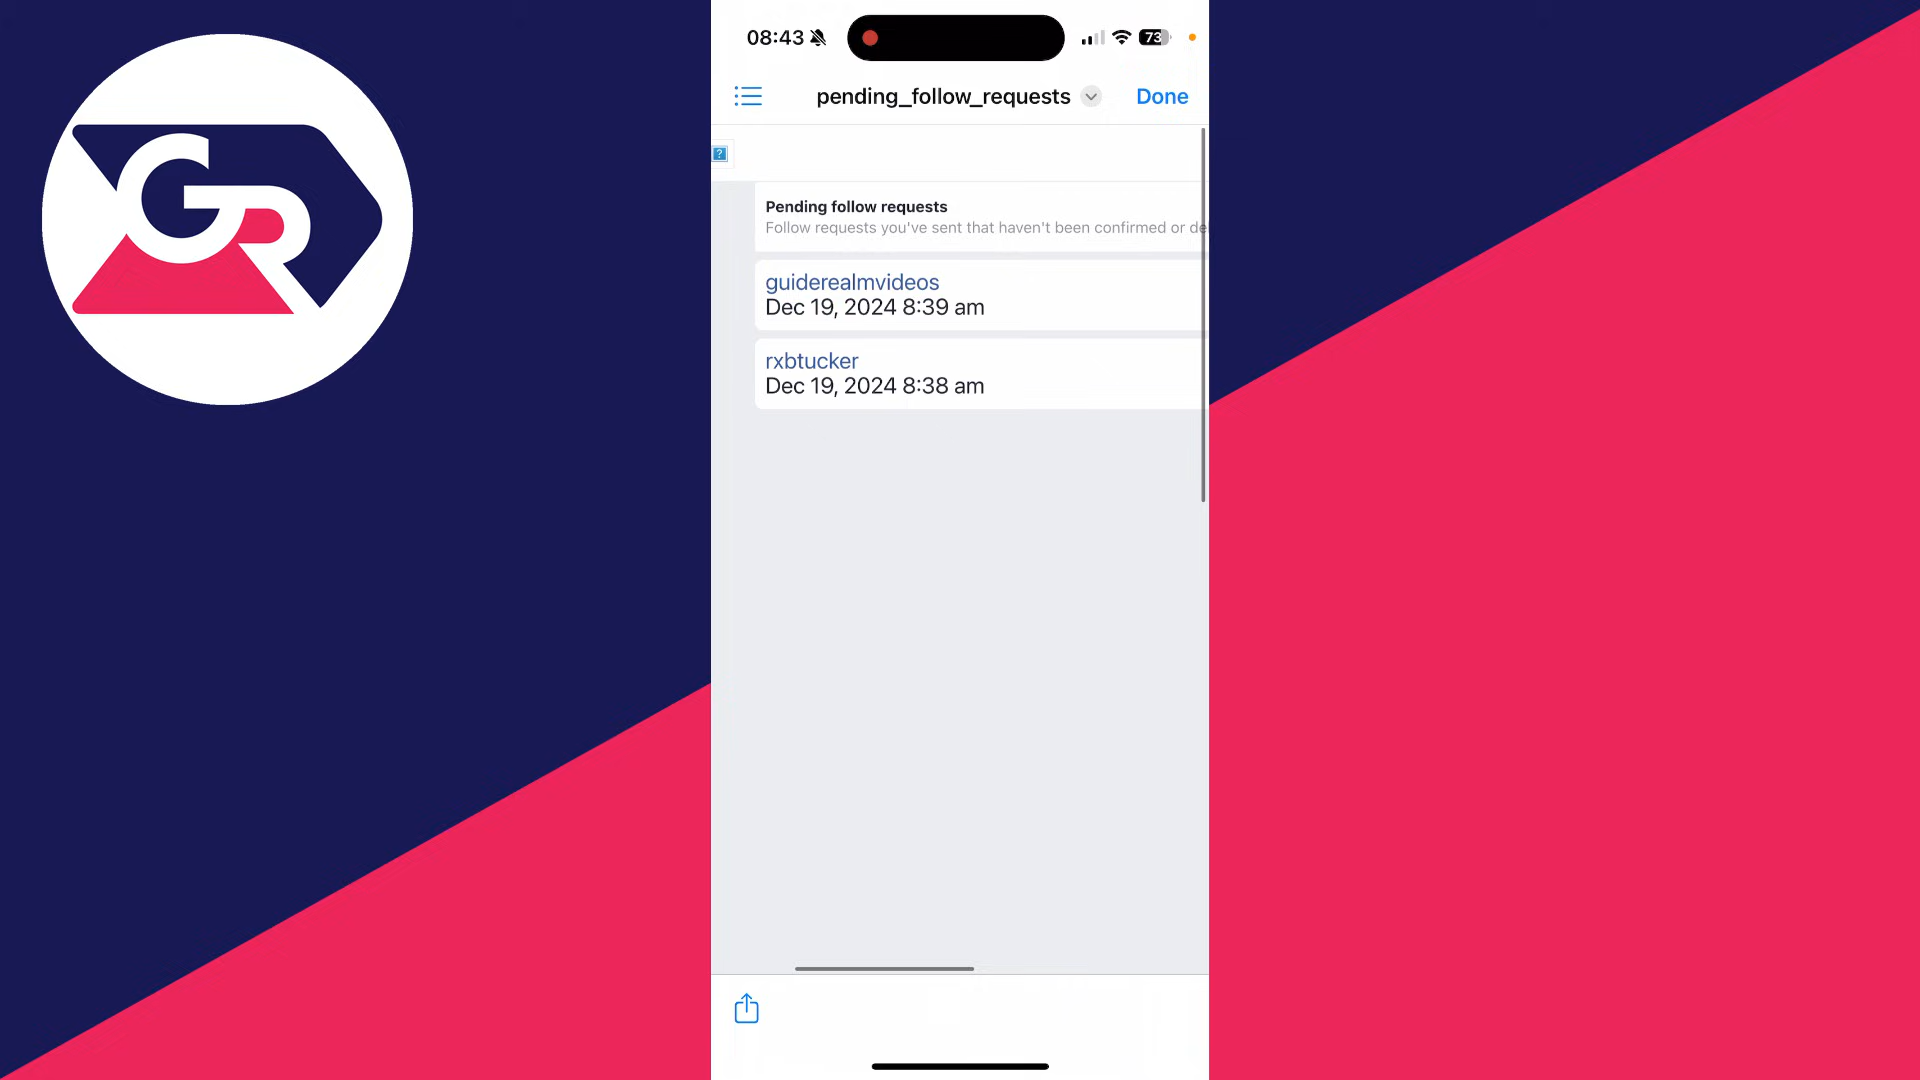 GR
08:43
73
pending_follow_requests
Done
?
Pending follow requests
Follow requests you've sent that haven't been confirmed or de
guiderealmvideos
Dec 19, 2024 8:39 am
rxbtucker
Dec 19, 2024 8:38 am